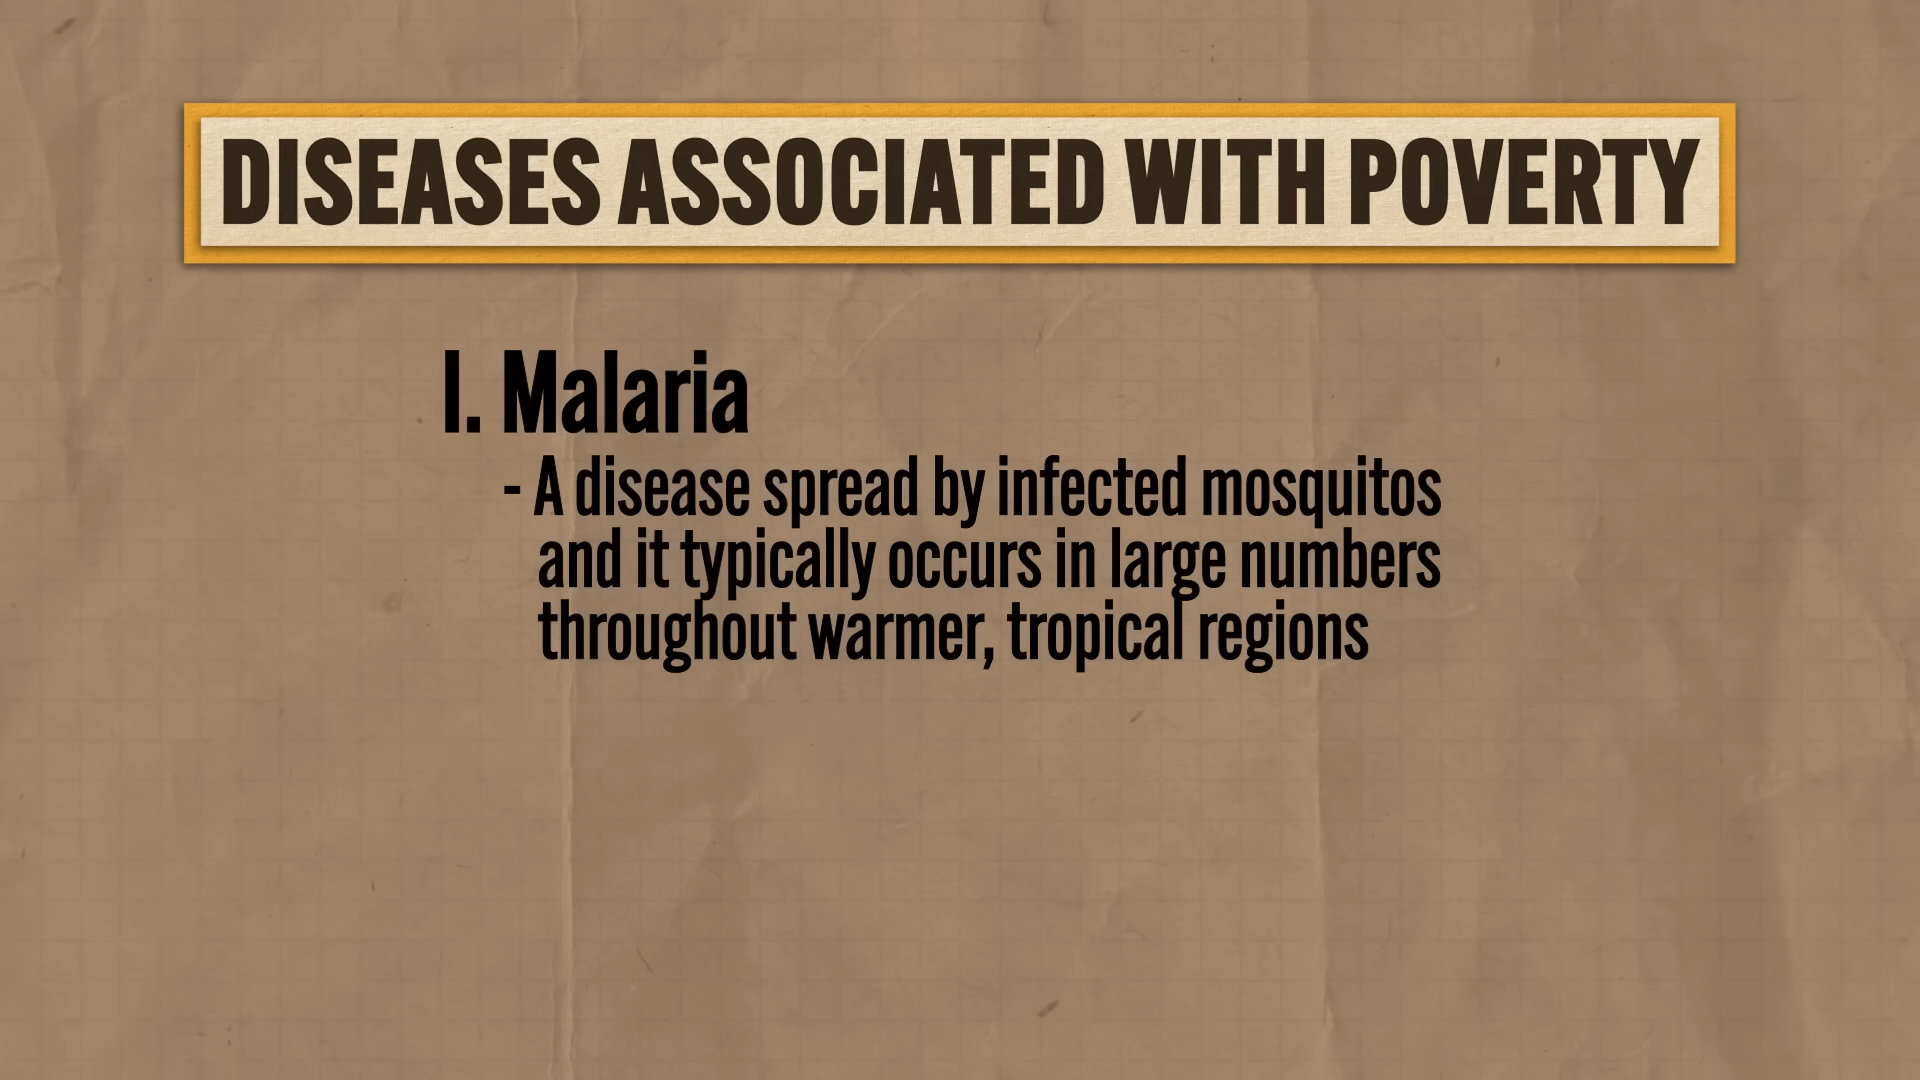 DISEASES ASSOCIATED WITH POVERTY
I. Malaria
- A disease spread by infected mosquitos
and it typically occurs in large numbers
throughout warmer, tropical regions